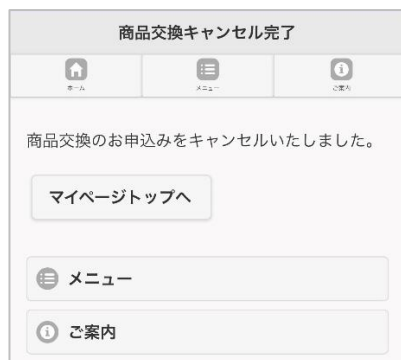 商品交換キャンセル完了
ホーム
メニュー
ご案内
商品交換のお申込みをキャンセルいたしました。
マイページトップへ
メニュー
ご案内